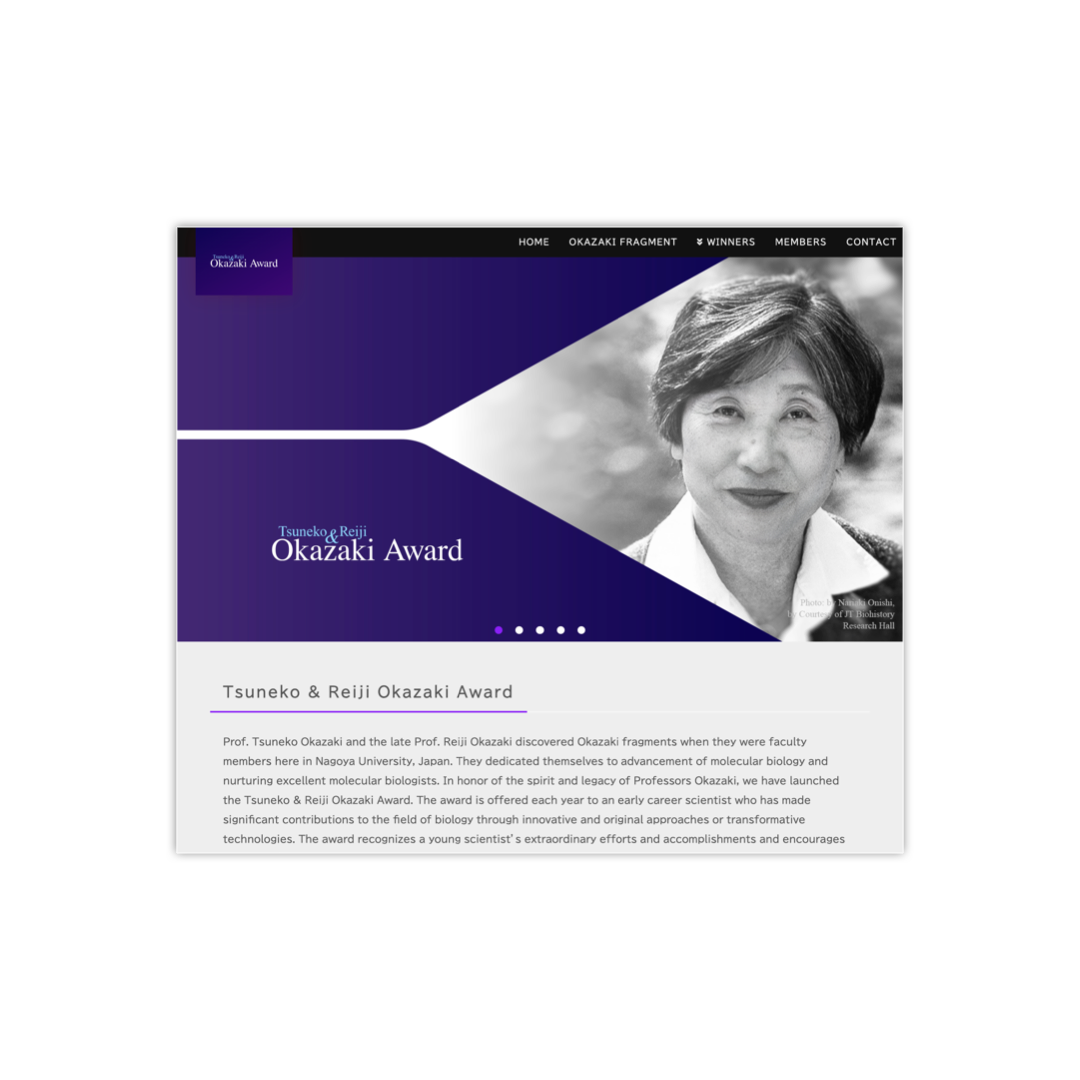 Tsuneko & Reiji
Okazaki Award
HOME OKAZAKI FRAGMENT WINNERS MEMBERS CONTACT
Tsuneko & Reiji
Okazaki Award
Photo: by Nanaki Onishi,
by Courtesy of JT Biohistory
Research Hall
Tsuneko & Reiji Okazaki Award
Prof. Tsuneko Okazaki and the late Prof. Reiji Okazaki discovered Okazaki fragments when they were faculty
members here in Nagoya University, Japan. They dedicated themselves to advancement of molecular biology and
nurturing excellent molecular biologists. In honor of the spirit and legacy of Professors Okazaki, we have launched
the Tsuneko & Reiji Okazaki Award. The award is offered each year to an early career scientist who has made
significant contributions to the field of biology through innovative and original approaches or transformative
technologies. The award recognizes a young scientist’s extraordinary efforts and accomplishments and encourages